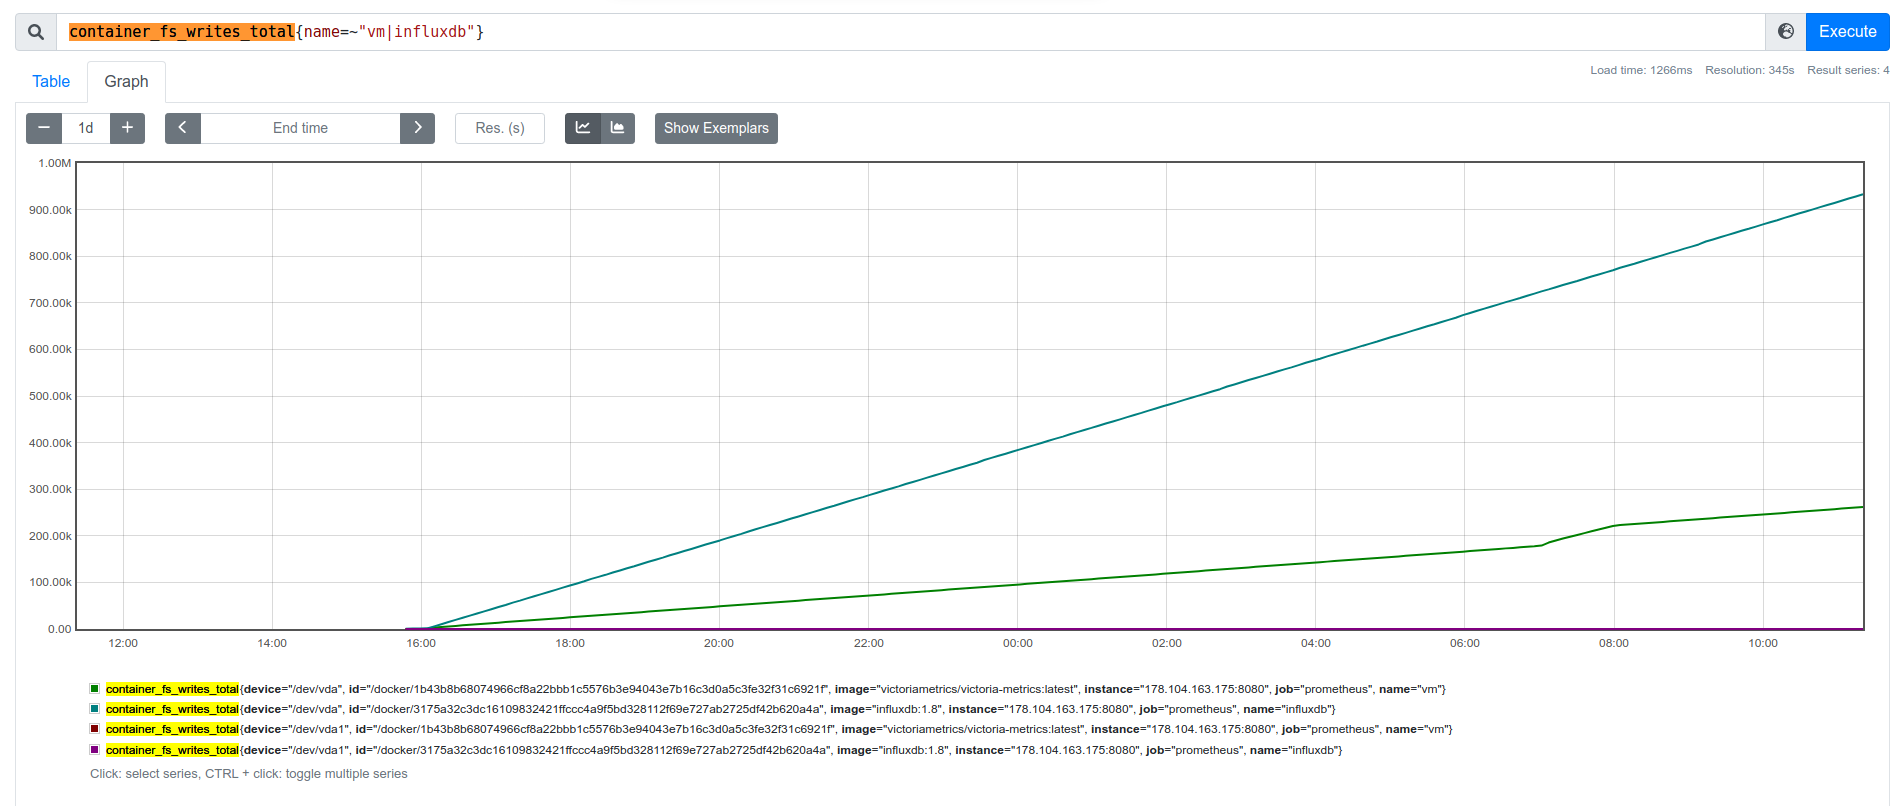 container_fs_writes_total{name=~"vm|influxdb"}
Execute
Table
Graph
Load time: 1266ms Resolution: 345s Result series: 4
1d
End time
Res. (s)
Show Exemplars
1.00M
900.00k
800.00k
700.00k
600.00k
500.00k
400.00k
300.00k
200.00k
100.00k
0.00
12:00 14:00 16:00 18:00 20:00 22:00 00:00 02:00 04:00 06:00 08:00 10:00
container_fs_writes_total{device="/dev/vda", id="/docker/1b43b8b68074966cf8a22bbb1c5576b3e94043e7b16c3d0a5c3fe32f31c6921f", image="victoriametrics/victoria-metrics:latest", instance="178.104.163.175:8080", job="prometheus", name="vm"}
container_fs_writes_total{device="/dev/vda", id="/docker/3175a32c3dc16109832421ffccc4a9f5bd328112f69e727ab2725df42b620a4a", image="influxdb:1.8", instance="178.104.163.175:8080", job="prometheus", name="influxdb"}
container_fs_writes_total{device="/dev/vda1", id="/docker/1b43b8b68074966cf8a22bbb1c5576b3e94043e7b16c3d0a5c3fe32f31c6921f", image="victoriametrics/victoria-metrics:latest", instance="178.104.163.175:8080", job="prometheus", name="vm"}
container_fs_writes_total{device="/dev/vda1", id="/docker/3175a32c3dc16109832421ffccc4a9f5bd328112f69e727ab2725df42b620a4a", image="influxdb:1.8", instance="178.104.163.175:8080", job="prometheus", name="influxdb"}
Click: select series, CTRL + click: toggle multiple series